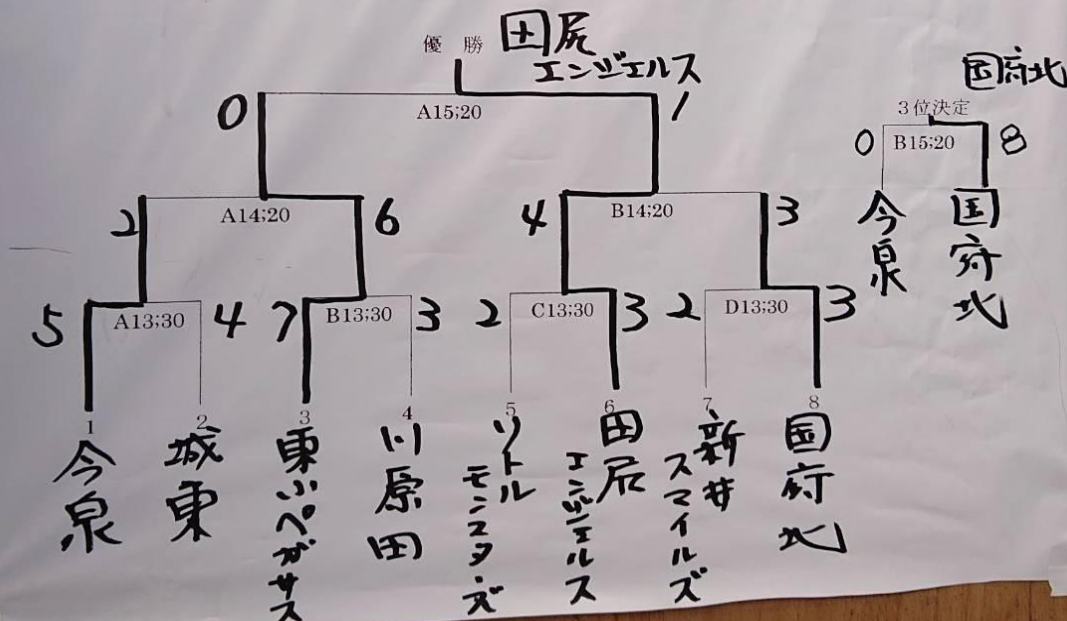 優勝 田尻
エンジェルス
国府北
3位決定
0 A15;20 1
0 B15;20 8
今泉
国府北
2 A14;20 6
4 B14;20 3
5 A13;30 4
7 B13;30 3
2 C13;30 3
2 D13;30 3
1 2 3 4 5 6 7 8
今泉
城東
東小ペガサス
川原田
リトル
モンスターズ
田尻
エンジェルス
新井
スマイルズ
国府北